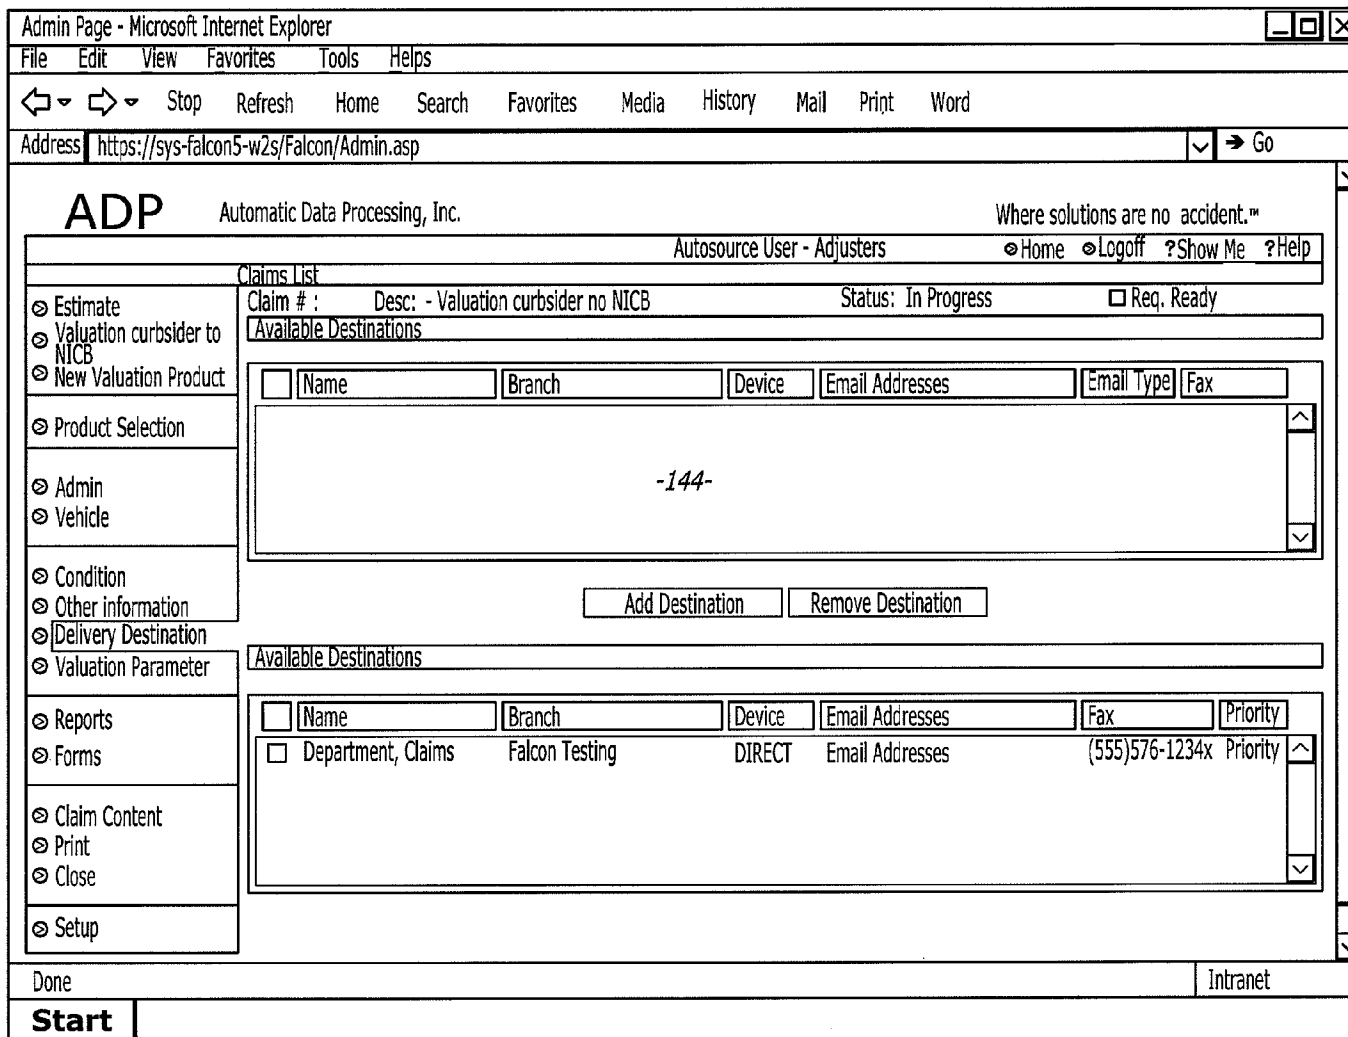 Admin Page - Microsoft Internet Explorer
File Edit View Favorites Tools Helps
Stop Refresh Home Search Favorites Media History Mail Print Word
Address https://sys-falcon5-w2s/Falcon/Admin.asp Go
ADP Automatic Data Processing, Inc. Where solutions are no accident.™
Autosource User - Adjusters Home Logoff ?Show Me ?Help
Claims List
Claim # : Desc: - Valuation curbsider no NICB Status: In Progress Req. Ready
Estimate
Valuation curbsider to
NICB
New Valuation Product
Product Selection
Admin
Vehicle
Condition
Other information
Delivery Destination
Valuation Parameter
Reports
Forms
Claim Content
Print
Close
Setup
Available Destinations
Name Branch Device Email Addresses Email Type Fax
-144-
Add Destination Remove Destination
Available Destinations
Name Branch Device Email Addresses Fax Priority
Department, Claims Falcon Testing DIRECT Email Addresses (555)576-1234x Priority
Done Intranet
Start